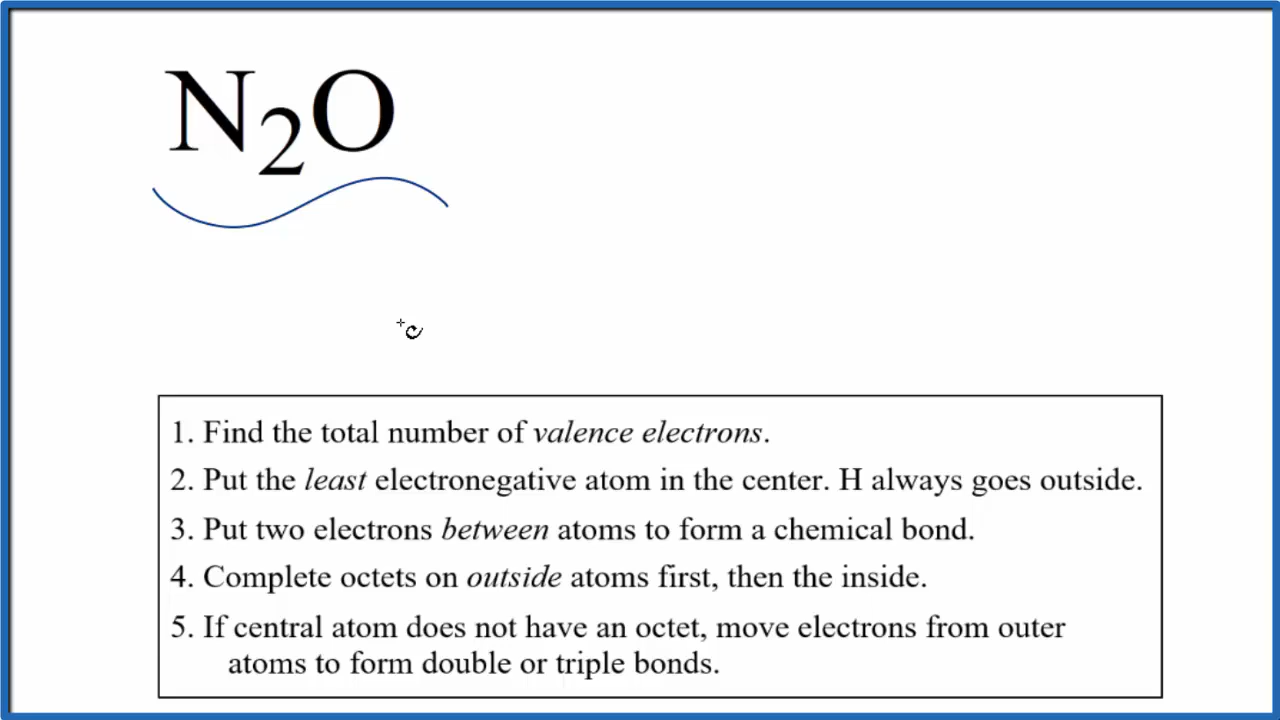 N₂O
1. Find the total number of valence electrons.
2. Put the least electronegative atom in the center. H always goes outside.
3. Put two electrons between atoms to form a chemical bond.
4. Complete octets on outside atoms first, then the inside.
5. If central atom does not have an octet, move electrons from outer
atoms to form double or triple bonds.